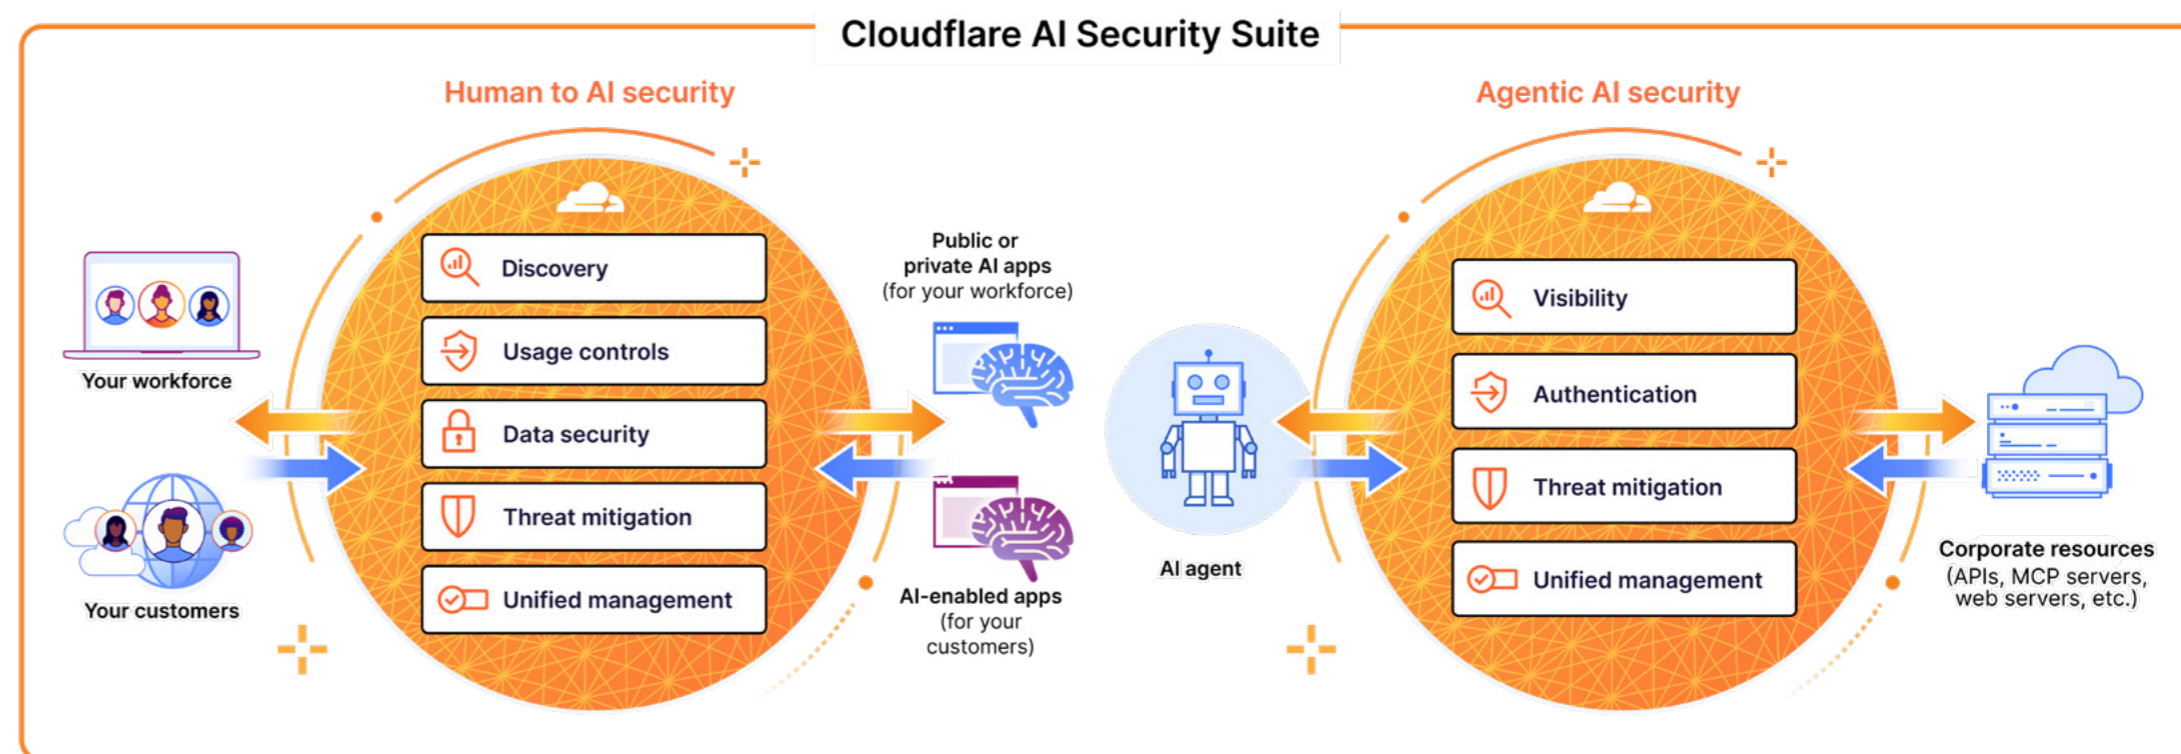 Cloudflare AI Security Suite
Human to AI security
Your workforce
Your customers
Discovery
Usage controls
Data security
Threat mitigation
Unified management
Public or
private AI apps
(for your workforce)
AI-enabled apps
(for your
customers)
Agentic AI security
AI agent
Visibility
Authentication
Threat mitigation
Unified management
Corporate resources
(APIs, MCP servers,
web servers, etc.)